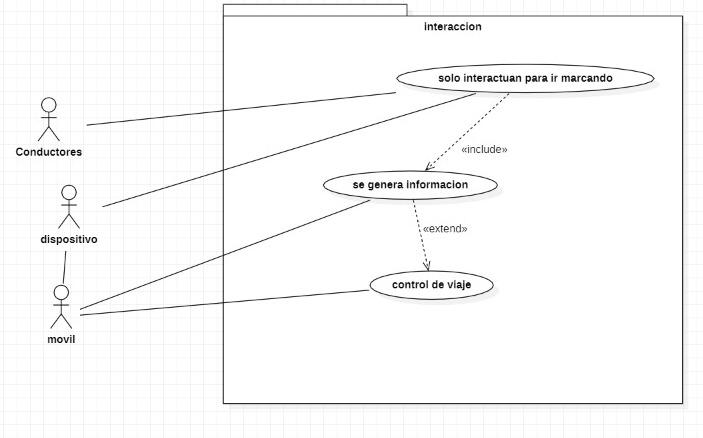 interaccion
solo interactuan para ir marcando
Conductores
«include»
se genera informacion
dispositivo
«extend»
control de viaje
movil